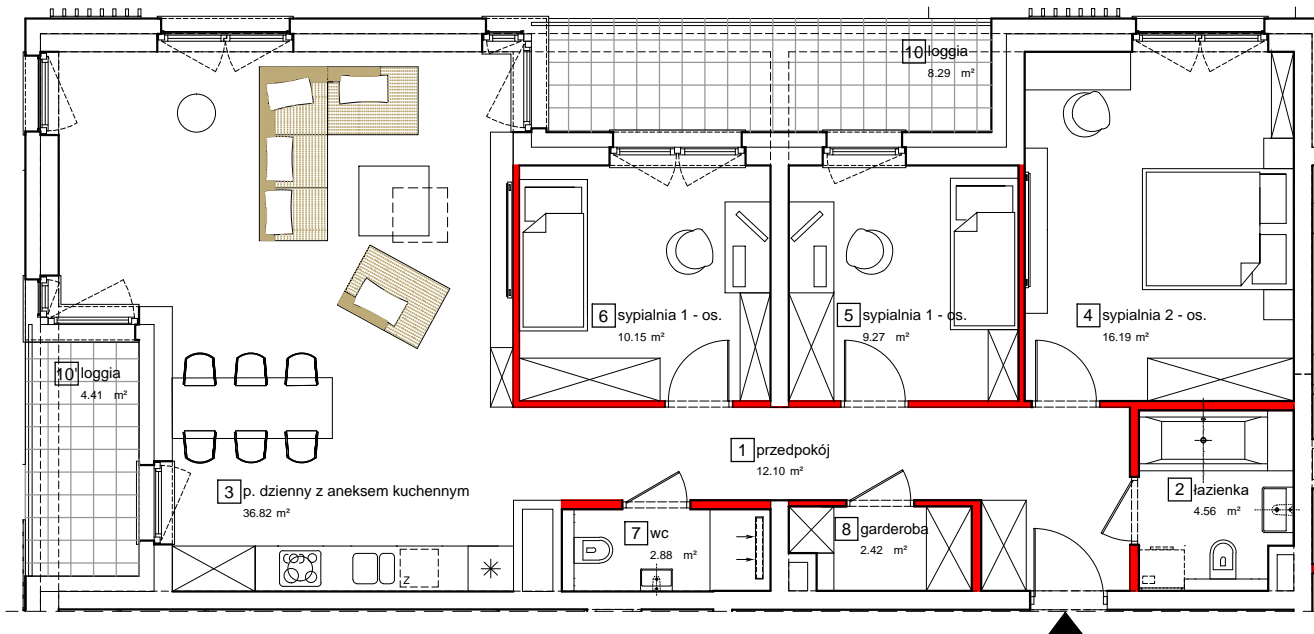 10 loggia
8.29 m²
6 sypialnia 1 - os.
10.15 m²
5 sypialnia 1 - os.
9.27 m²
4 sypialnia 2 - os.
16.19 m²
10' loggia
4.41 m²
1 przedpokój
12.10 m²
3 p. dzienny z aneksem kuchennym
36.82 m²
2 łazienka
4.56 m²
7 wc
2.88 m²
8 garderoba
2.42 m²
Z